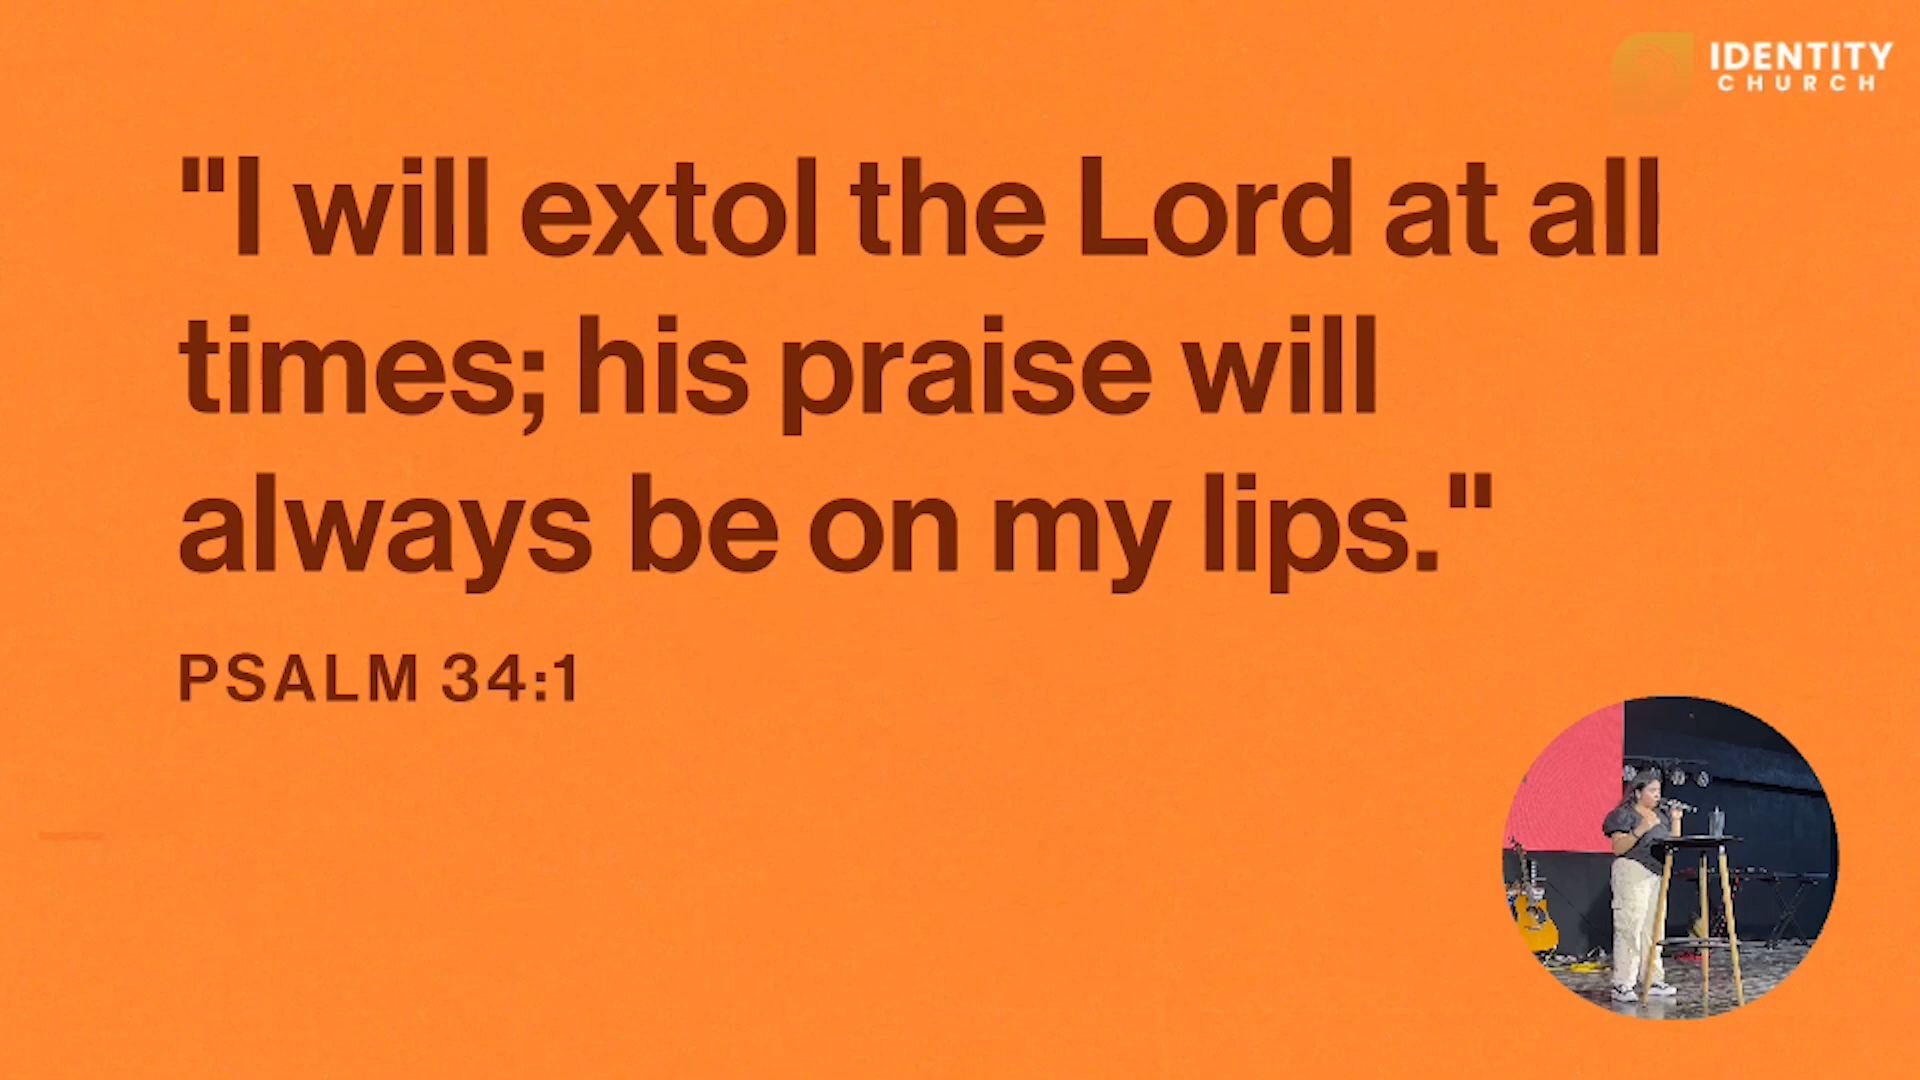 IDENTITY
CHURCH
"I will extol the Lord at all
times; his praise will
always be on my lips."
PSALM 34:1